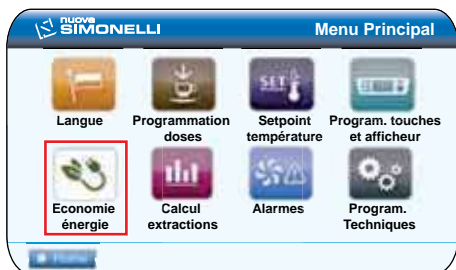 nuova
SIMONELLI
Menu Principal
SET
Langue
Programmation
doses
Setpoint
température
Program. touches
et afficheur
Economie
énergie
Calcul
extractions
Alarmes
Program.
Techniques
Home